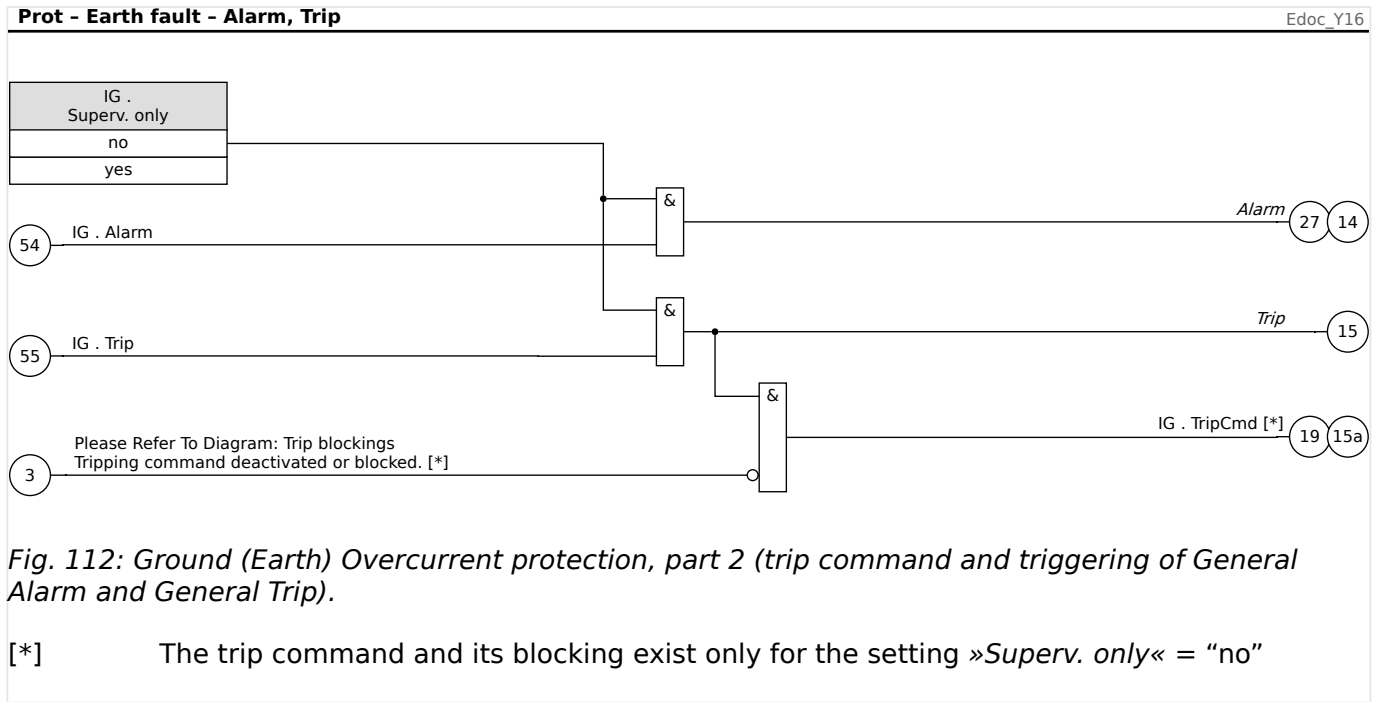 Prot – Earth fault – Alarm, Trip
Edoc_Y16
IG .
Superv. only
no
yes
&
Alarm
27
14
54
IG . Alarm
&
Trip
15
55
IG . Trip
&
IG . TripCmd [*]
19
15a
Please Refer To Diagram: Trip blockings
Tripping command deactivated or blocked. [*]
3
Fig. 112: Ground (Earth) Overcurrent protection, part 2 (trip command and triggering of General
Alarm and General Trip).
[*] The trip command and its blocking exist only for the setting »Superv. only« = “no”